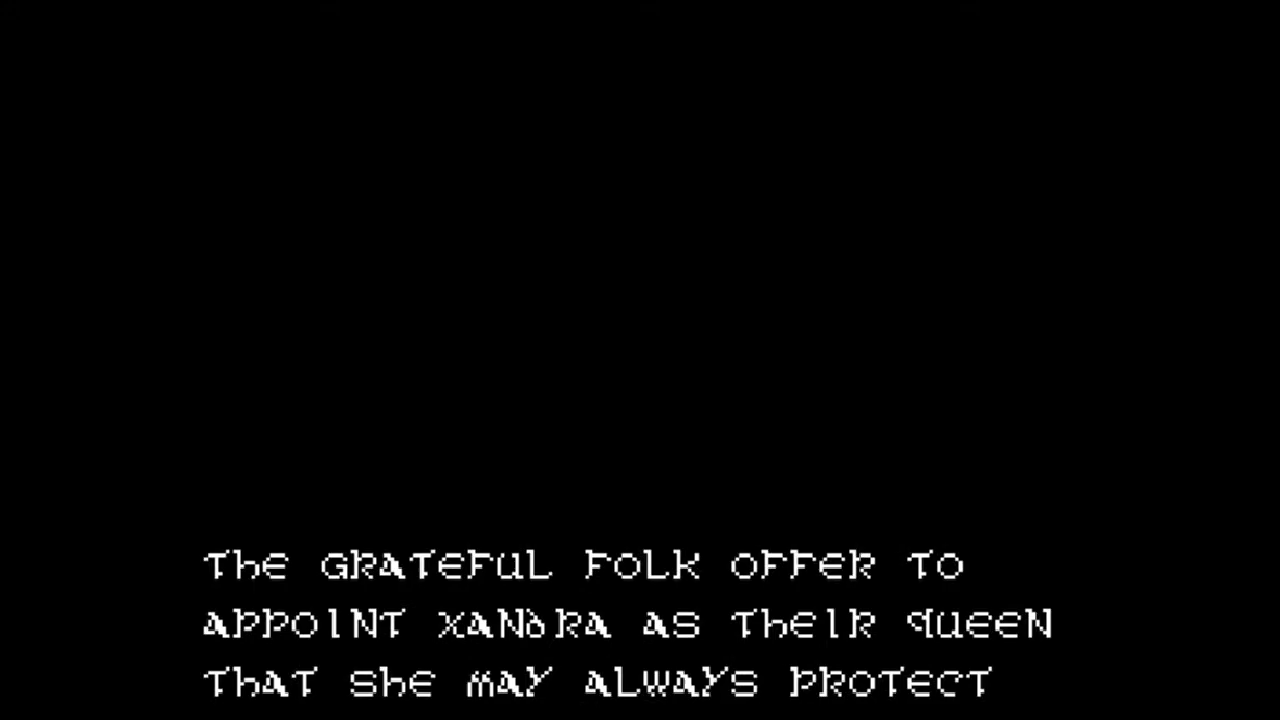 THE GRATEFUL FOLK OFFER TO
APPOINT XANDRA AS THEIR QUEEN
THAT SHE MAY ALWAYS PROTECT